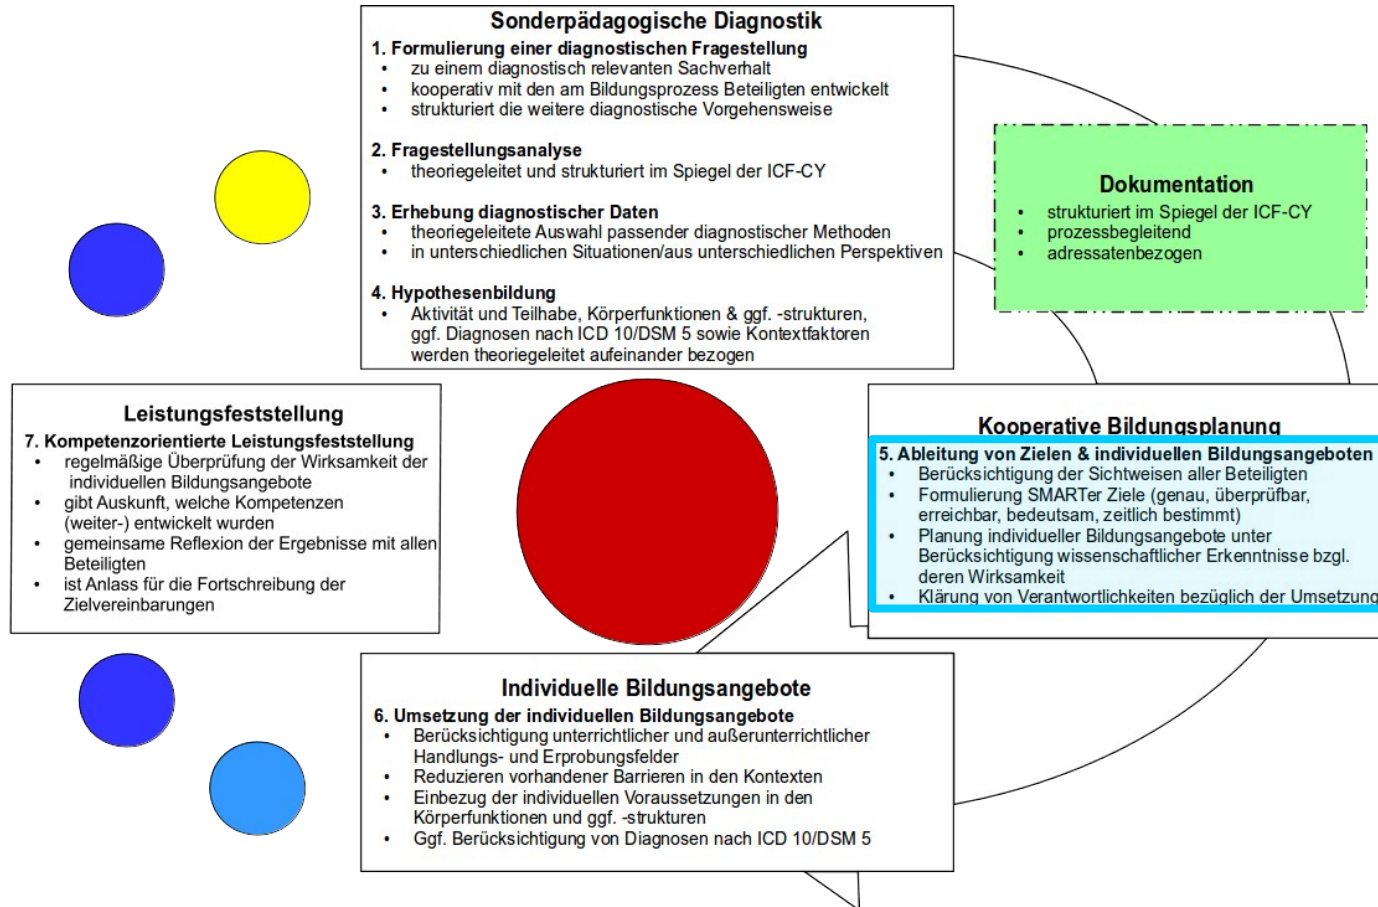 Sonderpädagogische Diagnostik
1. Formulierung einer diagnostischen Fragestellung
• zu einem diagnostisch relevanten Sachverhalt
• kooperativ mit den am Bildungsprozess Beteiligten entwickelt
• strukturiert die weitere diagnostische Vorgehensweise
2. Fragestellungsanalyse
• theoriegeleitet und strukturiert im Spiegel der ICF-CY
3. Erhebung diagnostischer Daten
• theoriegeleitete Auswahl passender diagnostischer Methoden
• in unterschiedlichen Situationen/aus unterschiedlichen Perspektiven
4. Hypothesenbildung
• Aktivität und Teilhabe, Körperfunktionen & ggf. -strukturen,
ggf. Diagnosen nach ICD 10/DSM 5 sowie Kontextfaktoren
werden theoriegeleitet aufeinander bezogen
Dokumentation
• strukturiert im Spiegel der ICF-CY
• prozessbegleitend
• adressatenbezogen
Leistungsfeststellung
7. Kompetenzorientierte Leistungsfeststellung
• regelmäßige Überprüfung der Wirksamkeit der
individuellen Bildungsangebote
• gibt Auskunft, welche Kompetenzen
(weiter-) entwickelt wurden
• gemeinsame Reflexion der Ergebnisse mit allen
Beteiligten
• ist Anlass für die Fortschreibung der
Zielvereinbarungen
Kooperative Bildungsplanung
5. Ableitung von Zielen & individuellen Bildungsangeboten
• Berücksichtigung der Sichtweisen aller Beteiligten
• Formulierung SMARTer Ziele (genau, überprüfbar,
erreichbar, bedeutsam, zeitlich bestimmt)
• Planung individueller Bildungsangebote unter
Berücksichtigung wissenschaftlicher Erkenntnisse bzgl.
deren Wirksamkeit
• Klärung von Verantwortlichkeiten bezüglich der Umsetzung
Individuelle Bildungsangebote
6. Umsetzung der individuellen Bildungsangebote
• Berücksichtigung unterrichtlicher und außerunterrichtlicher
Handlungs- und Erprobungsfelder
• Reduzieren vorhandener Barrieren in den Kontexten
• Einbezug der individuellen Voraussetzungen in den
Körperfunktionen und ggf. -strukturen
• Ggf. Berücksichtigung von Diagnosen nach ICD 10/DSM 5